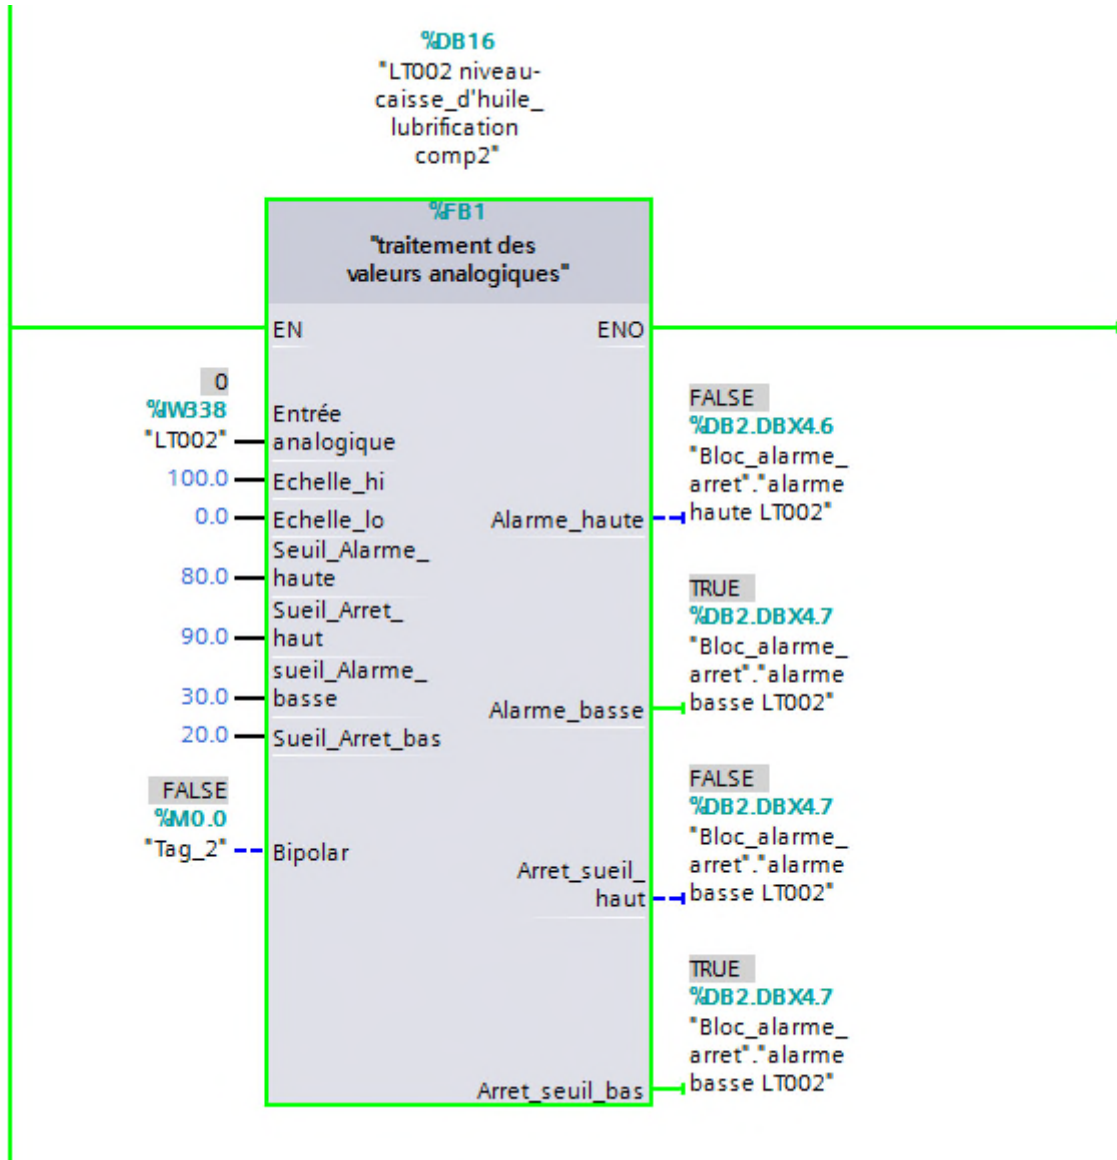 %DB16
"LT002 niveau-
caisse_d'huile_
lubrification
comp2"
%FB1
"traitement des
valeurs analogiques"
EN
ENO
0
%IW338
"LT002"
Entrée
analogique
100.0
Echelle_hi
0.0
Echelle_lo
80.0
Seuil_Alarme_
haute
90.0
Sueil_Arret_
haut
30.0
sueil_Alarme_
basse
20.0
Sueil_Arret_bas
FALSE
%M0.0
"Tag_2"
Bipolar
Alarme_haute
FALSE
%DB2.DBX4.6
"Bloc_alarme_
arret"."alarme
haute LT002"
Alarme_basse
TRUE
%DB2.DBX4.7
"Bloc_alarme_
arret"."alarme
basse LT002"
Arret_sueil_
haut
FALSE
%DB2.DBX4.7
"Bloc_alarme_
arret"."alarme
basse LT002"
Arret_seuil_bas
TRUE
%DB2.DBX4.7
"Bloc_alarme_
arret"."alarme
basse LT002"